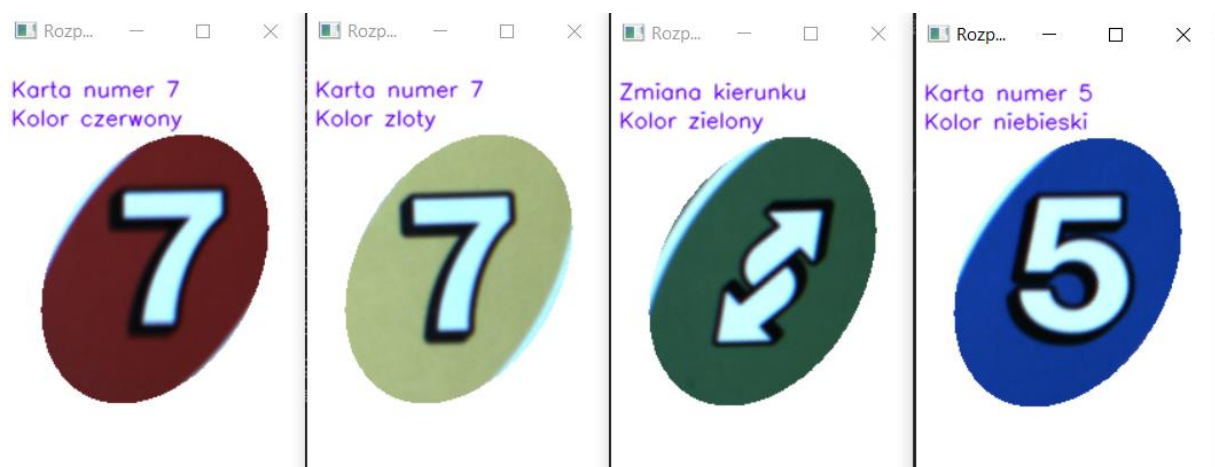 Rozp...
Karta numer 7
Kolor czerwony
7
Rozp...
Karta numer 7
Kolor zloty
7
Rozp...
Zmiana kierunku
Kolor zielony
Rozp...
Karta numer 5
Kolor niebieski
5